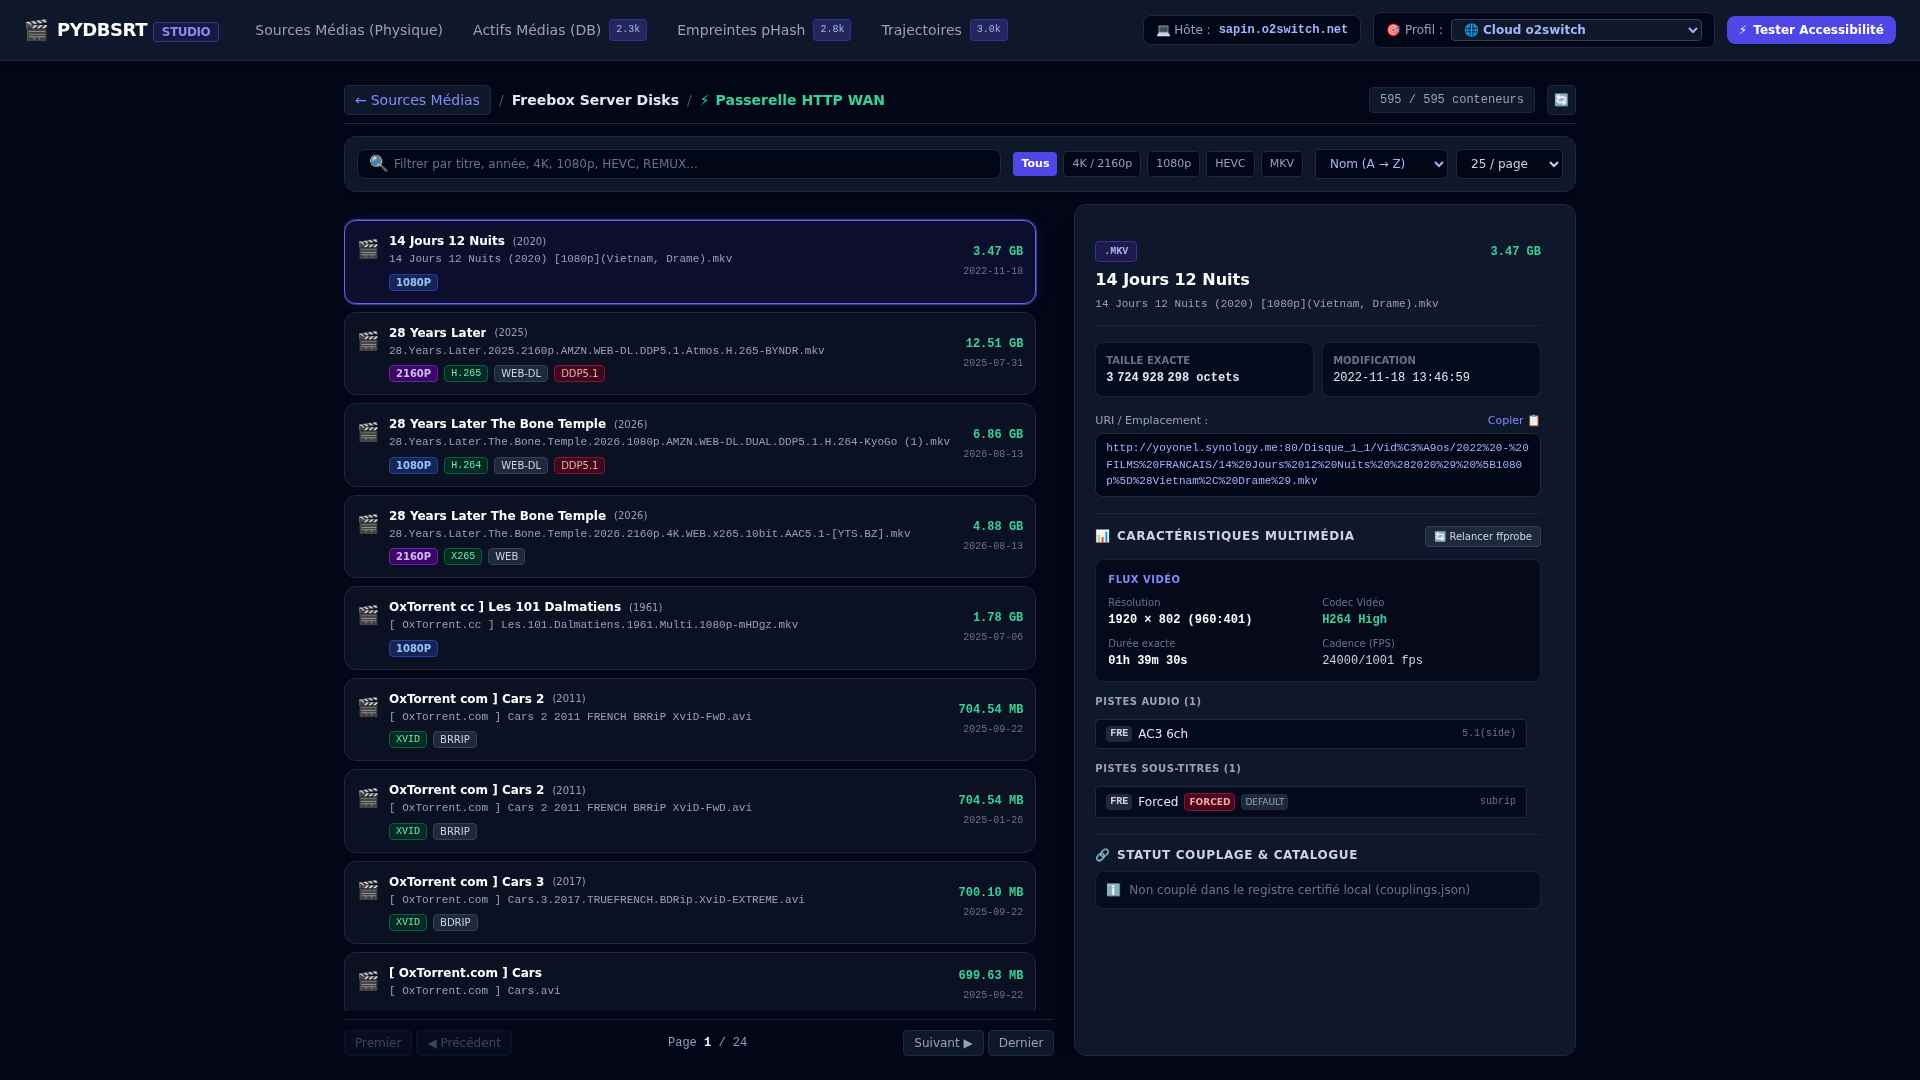 PYDBSRT STUDIO
Sources Médias (Physique)
Actifs Médias (DB) 2.3k
Empreintes pHash 2.8k
Trajectoires 3.0k
Hôte : sapin.o2switch.net
Profil : Cloud o2switch
⚡ Tester Accessibilité
← Sources Médias / Freebox Server Disks / ⚡ Passerelle HTTP WAN
595 / 595 conteneurs
Filtrer par titre, année, 4K, 1080p, HEVC, REMUX...
Tous
4K / 2160p
1080p
HEVC
MKV
Nom (A → Z)
25 / page
14 Jours 12 Nuits (2020)
14 Jours 12 Nuits (2020) [1080p](Vietnam, Drame).mkv
1080P
3.47 GB
2022-11-18
28 Years Later (2025)
28.Years.Later.2025.2160p.AMZN.WEB-DL.DDP5.1.Atmos.H.265-BYNDR.mkv
2160P H.265 WEB-DL DDP5.1
12.51 GB
2025-07-31
28 Years Later The Bone Temple (2026)
28.Years.Later.The.Bone.Temple.2026.1080p.AMZN.WEB-DL.DUAL.DDP5.1.H.264-KyoGo (1).mkv
1080P H.264 WEB-DL DDP5.1
6.86 GB
2026-08-13
28 Years Later The Bone Temple (2026)
28.Years.Later.The.Bone.Temple.2026.2160p.4K.WEB.x265.10bit.AAC5.1-[YTS.BZ].mkv
2160P X265 WEB
4.88 GB
2026-08-13
OxTorrent cc ] Les 101 Dalmatiens (1961)
[ OxTorrent.cc ] Les.101.Dalmatiens.1961.Multi.1080p-mHDgz.mkv
1080P
1.78 GB
2025-07-06
OxTorrent com ] Cars 2 (2011)
[ OxTorrent.com ] Cars 2 2011 FRENCH BRRiP XviD-FwD.avi
XVID BRRIP
704.54 MB
2025-09-22
OxTorrent com ] Cars 2 (2011)
[ OxTorrent.com ] Cars 2 2011 FRENCH BRRiP XviD-FwD.avi
XVID BRRIP
704.54 MB
2025-01-26
OxTorrent com ] Cars 3 (2017)
[ OxTorrent.com ] Cars.3.2017.TRUEFRENCH.BDRip.XviD-EXTREME.avi
XVID BDRIP
700.10 MB
2025-09-22
[ OxTorrent.com ] Cars
[ OxTorrent.com ] Cars.avi
699.63 MB
2025-09-22
Premier
◀ Précédent
Page 1 / 24
Suivant ▶
Dernier
.MKV
3.47 GB
14 Jours 12 Nuits
14 Jours 12 Nuits (2020) [1080p](Vietnam, Drame).mkv
TAILLE EXACTE
3 724 928 298 octets
MODIFICATION
2022-11-18 13:46:59
URI / Emplacement :
Copier
http://yoyonel.synology.me:80/Disque_1_1/Vid%C3%A9os/2022%20-%20
FILMS%20FRANCAIS/14%20Jours%2012%20Nuits%20%282020%29%20%5B1080
p%5D%28Vietnam%2C%20Drame%29.mkv
CARACTÉRISTIQUES MULTIMÉDIA
Relancer ffprobe
FLUX VIDÉO
Résolution
1920 × 802 (960:401)
Codec Vidéo
H264 High
Durée exacte
01h 39m 30s
Cadence (FPS)
24000/1001 fps
PISTES AUDIO (1)
FRE AC3 6ch
5.1(side)
PISTES SOUS-TITRES (1)
FRE Forced FORCED DEFAULT
subrip
STATUT COUPLAGE & CATALOGUE
Non couplé dans le registre certifié local (couplings.json)